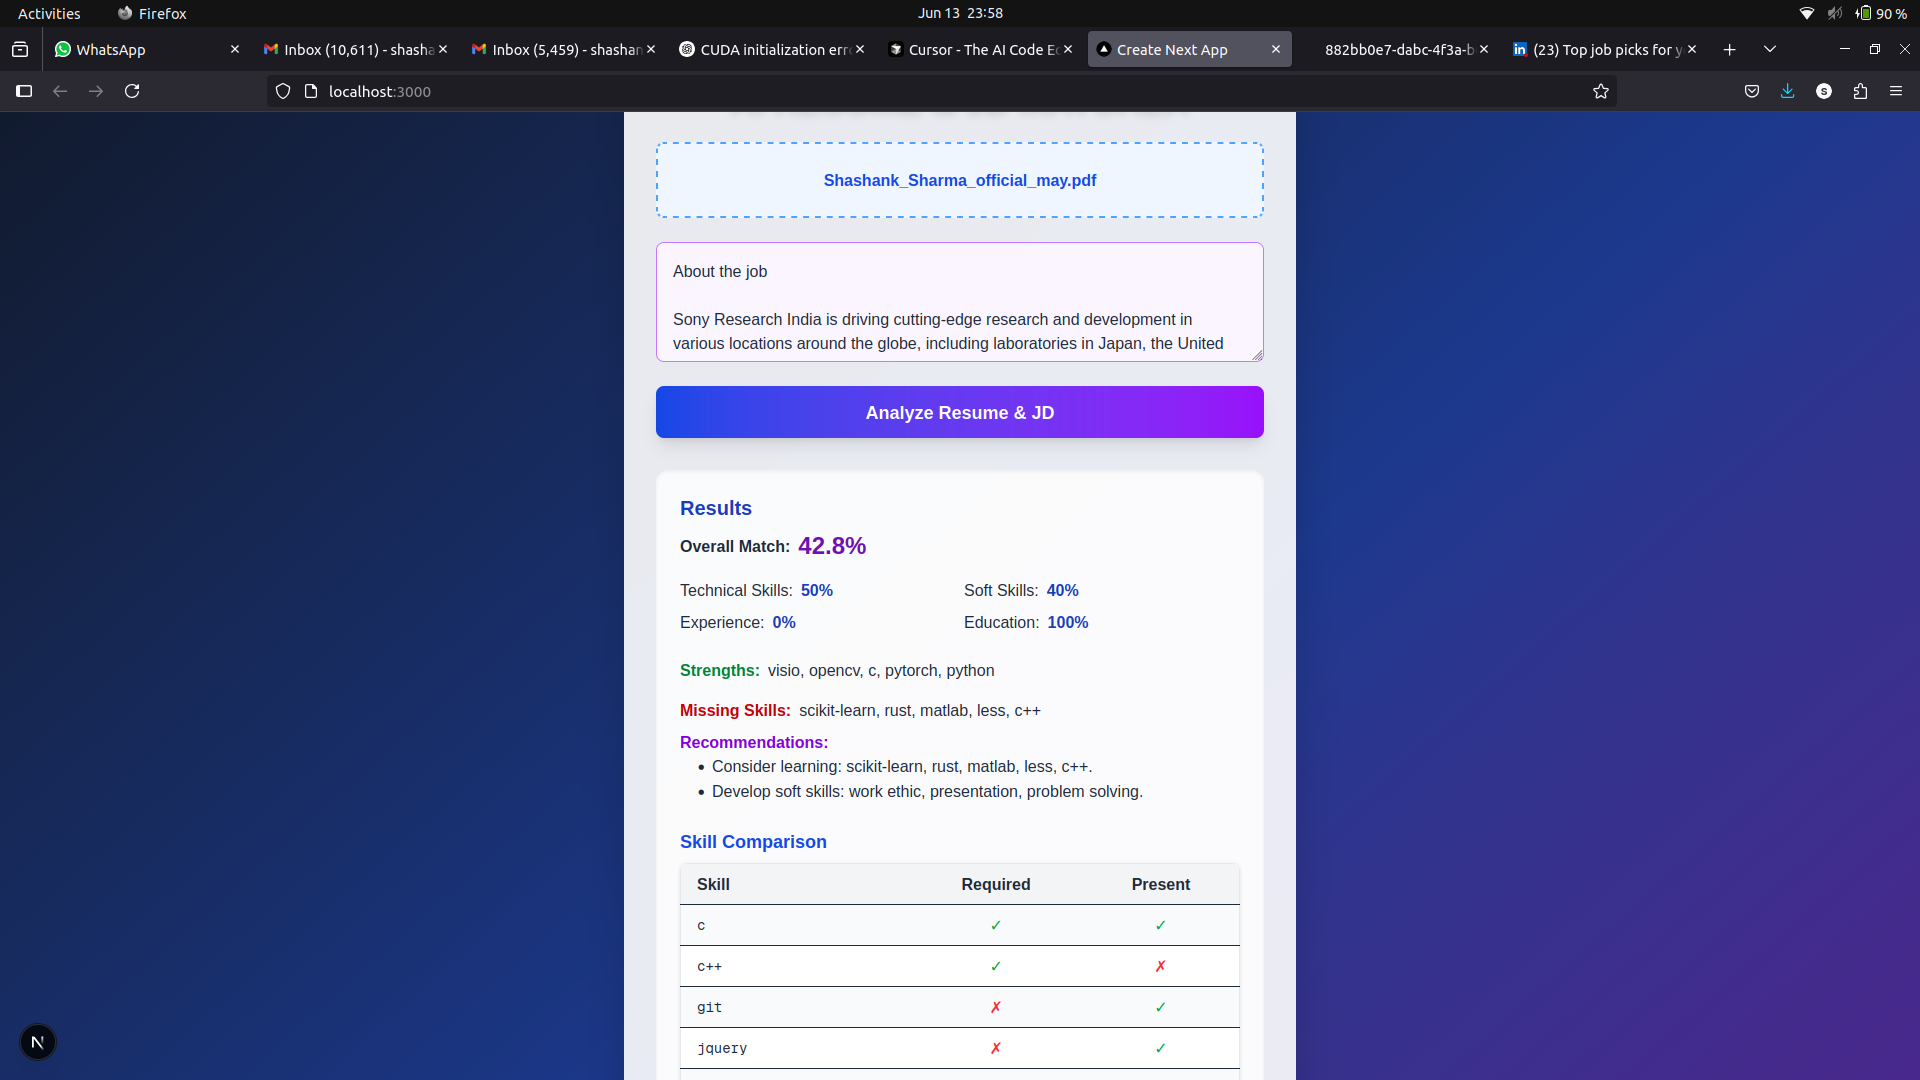 Activities
Firefox
Jun 13 23:58
90 %
WhatsApp
Inbox (10,611) - shasha
Inbox (5,459) - shashan
CUDA initialization erro
Cursor - The AI Code Ec
Create Next App
882bb0e7-dabc-4f3a-b
in (23) Top job picks for y
localhost:3000
S
Shashank_Sharma_official_may.pdf
About the job
Sony Research India is driving cutting-edge research and development in
various locations around the globe, including laboratories in Japan, the United
Analyze Resume & JD
Results
Overall Match: 42.8%
Technical Skills: 50%
Soft Skills: 40%
Experience: 0%
Education: 100%
Strengths: visio, opencv, c, pytorch, python
Missing Skills: scikit-learn, rust, matlab, less, c++
Recommendations:
• Consider learning: scikit-learn, rust, matlab, less, c++.
• Develop soft skills: work ethic, presentation, problem solving.
Skill Comparison
Skill Required Present
c ✓ ✓
c++ ✓ ✗
git ✗ ✓
jquery ✗ ✓
N